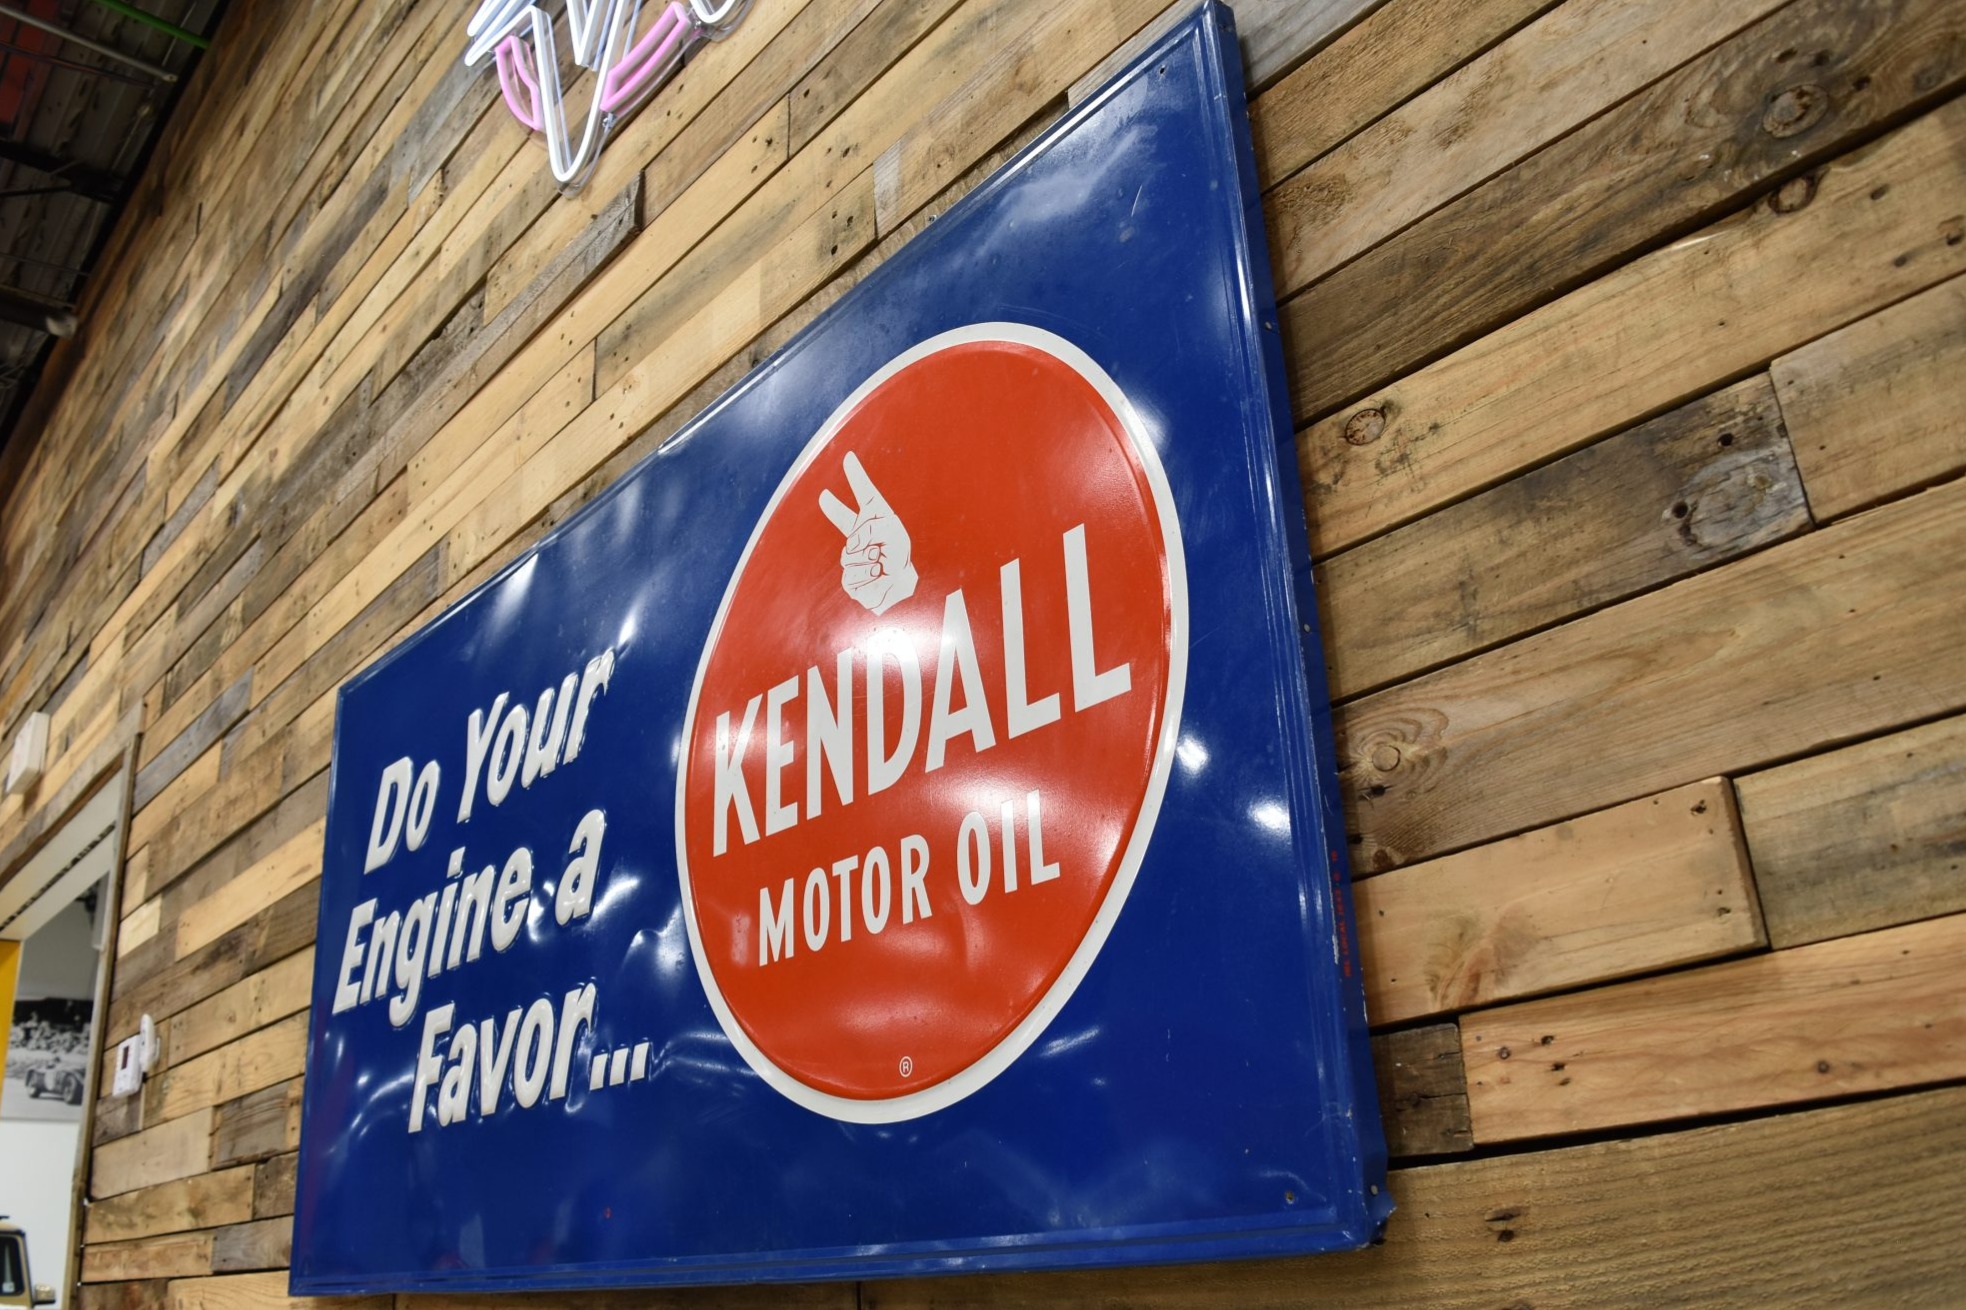 Do Your
Engine a
Favor...
KENDALL
MOTOR OIL
®